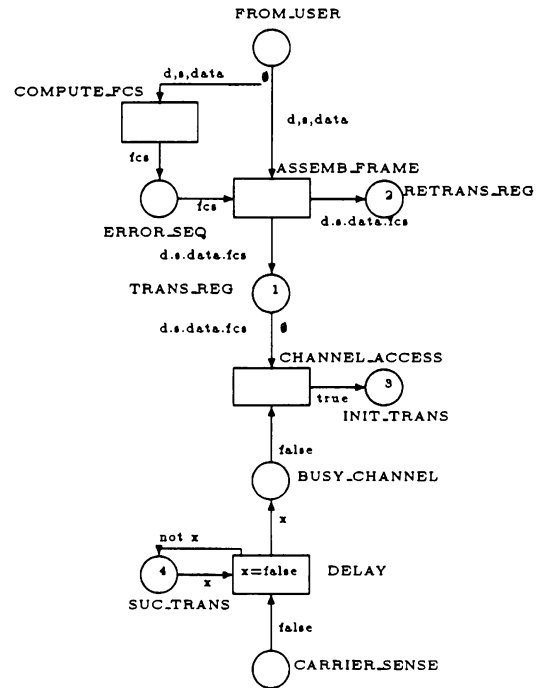 FROM_USER
d,s,data
COMPUTE_FCS
d,s,data
fcs
ASSEMB_FRAME
2
RETRANS_REG
fcs
ERROR_SEQ
d.s.data.fcs
d.s.data.fcs
TRANS_REG
1
d.s.data.fcs
CHANNEL_ACCESS
3
true
INIT_TRANS
false
BUSY_CHANNEL
x
not x
4
x
x=false
DELAY
SUC_TRANS
false
CARRIER_SENSE